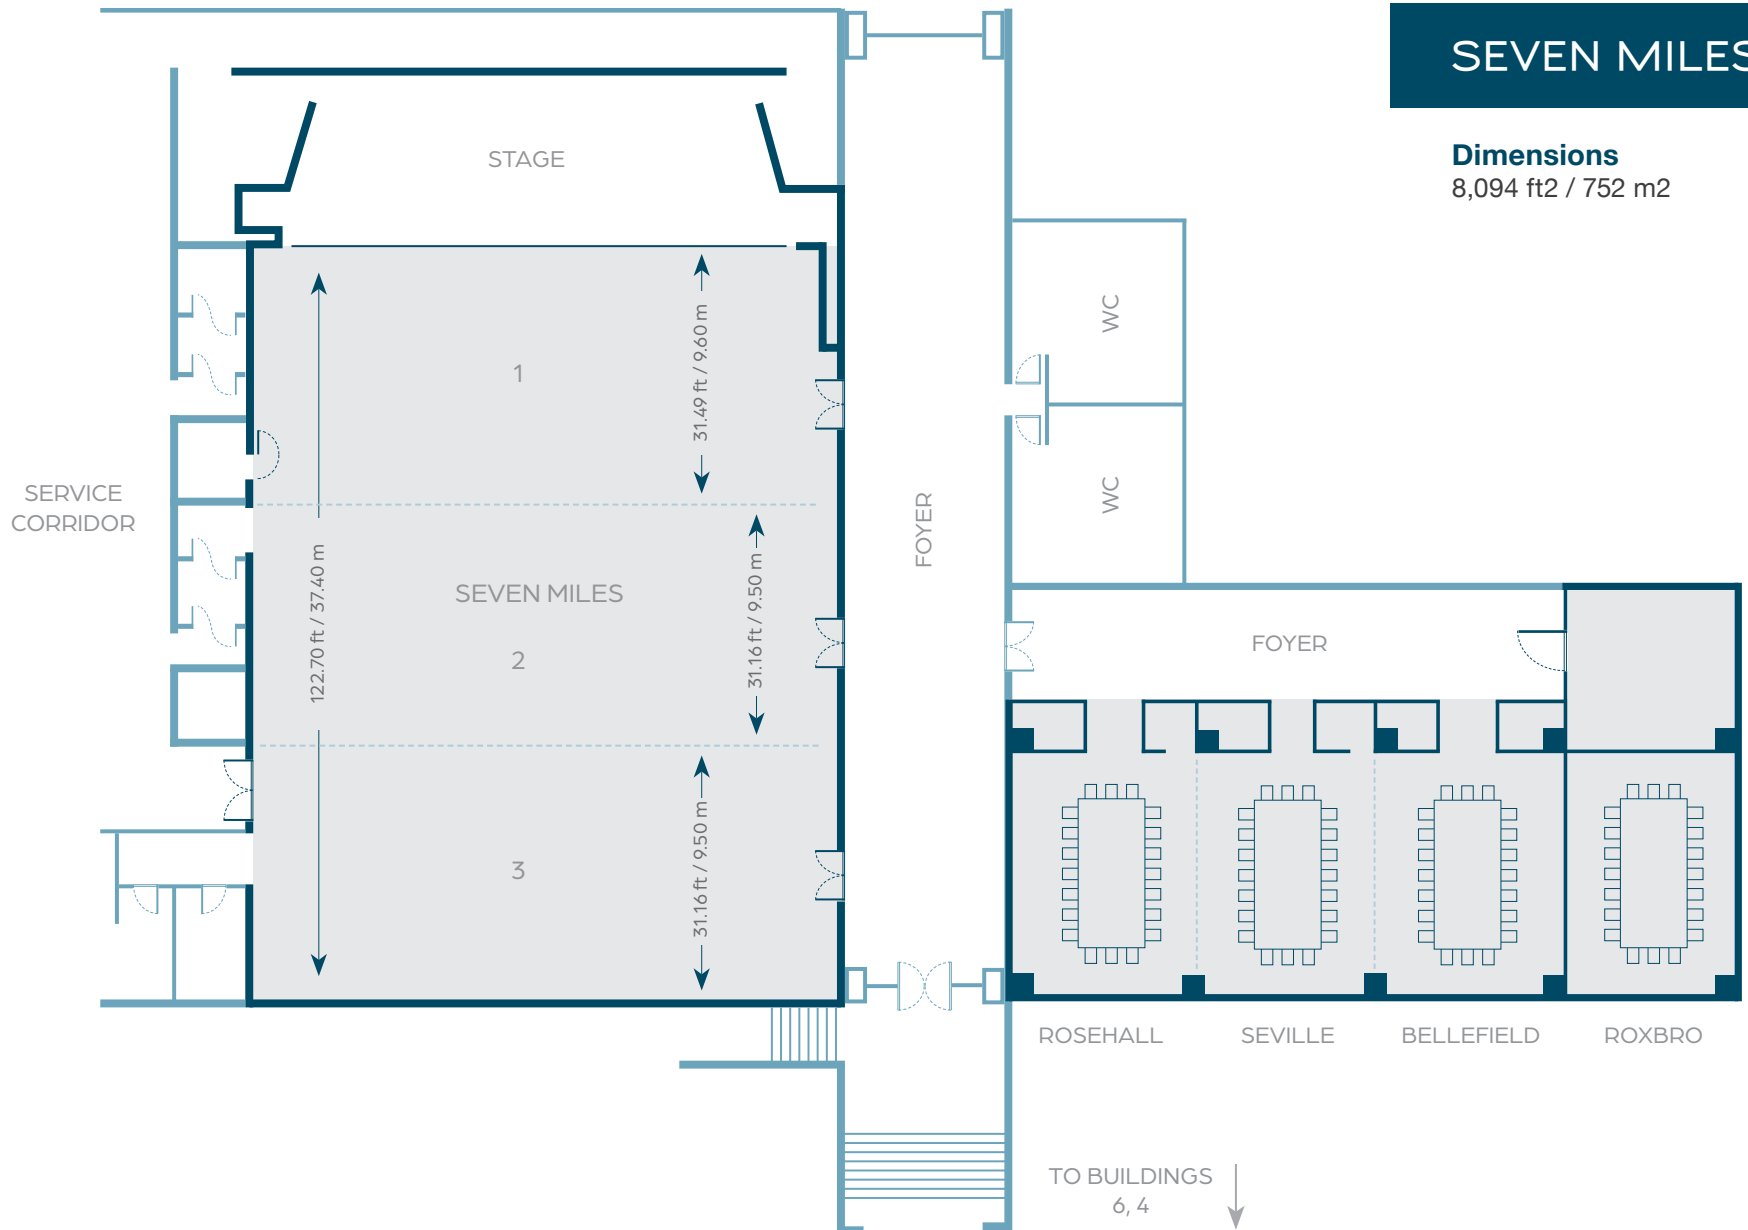 SEVEN MILES
Dimensions
8,094 ft2 / 752 m2
STAGE
1
31.49 ft / 9.60 m
WC
SERVICE
CORRIDOR
122.70 ft / 37.40 m
SEVEN MILES
2
31.16 ft / 9.50 m
FOYER
WC
FOYER
3
31.16 ft / 9.50 m
ROSEHALL
SEVILLE
BELLEFIELD
ROXBRO
TO BUILDINGS
6, 4